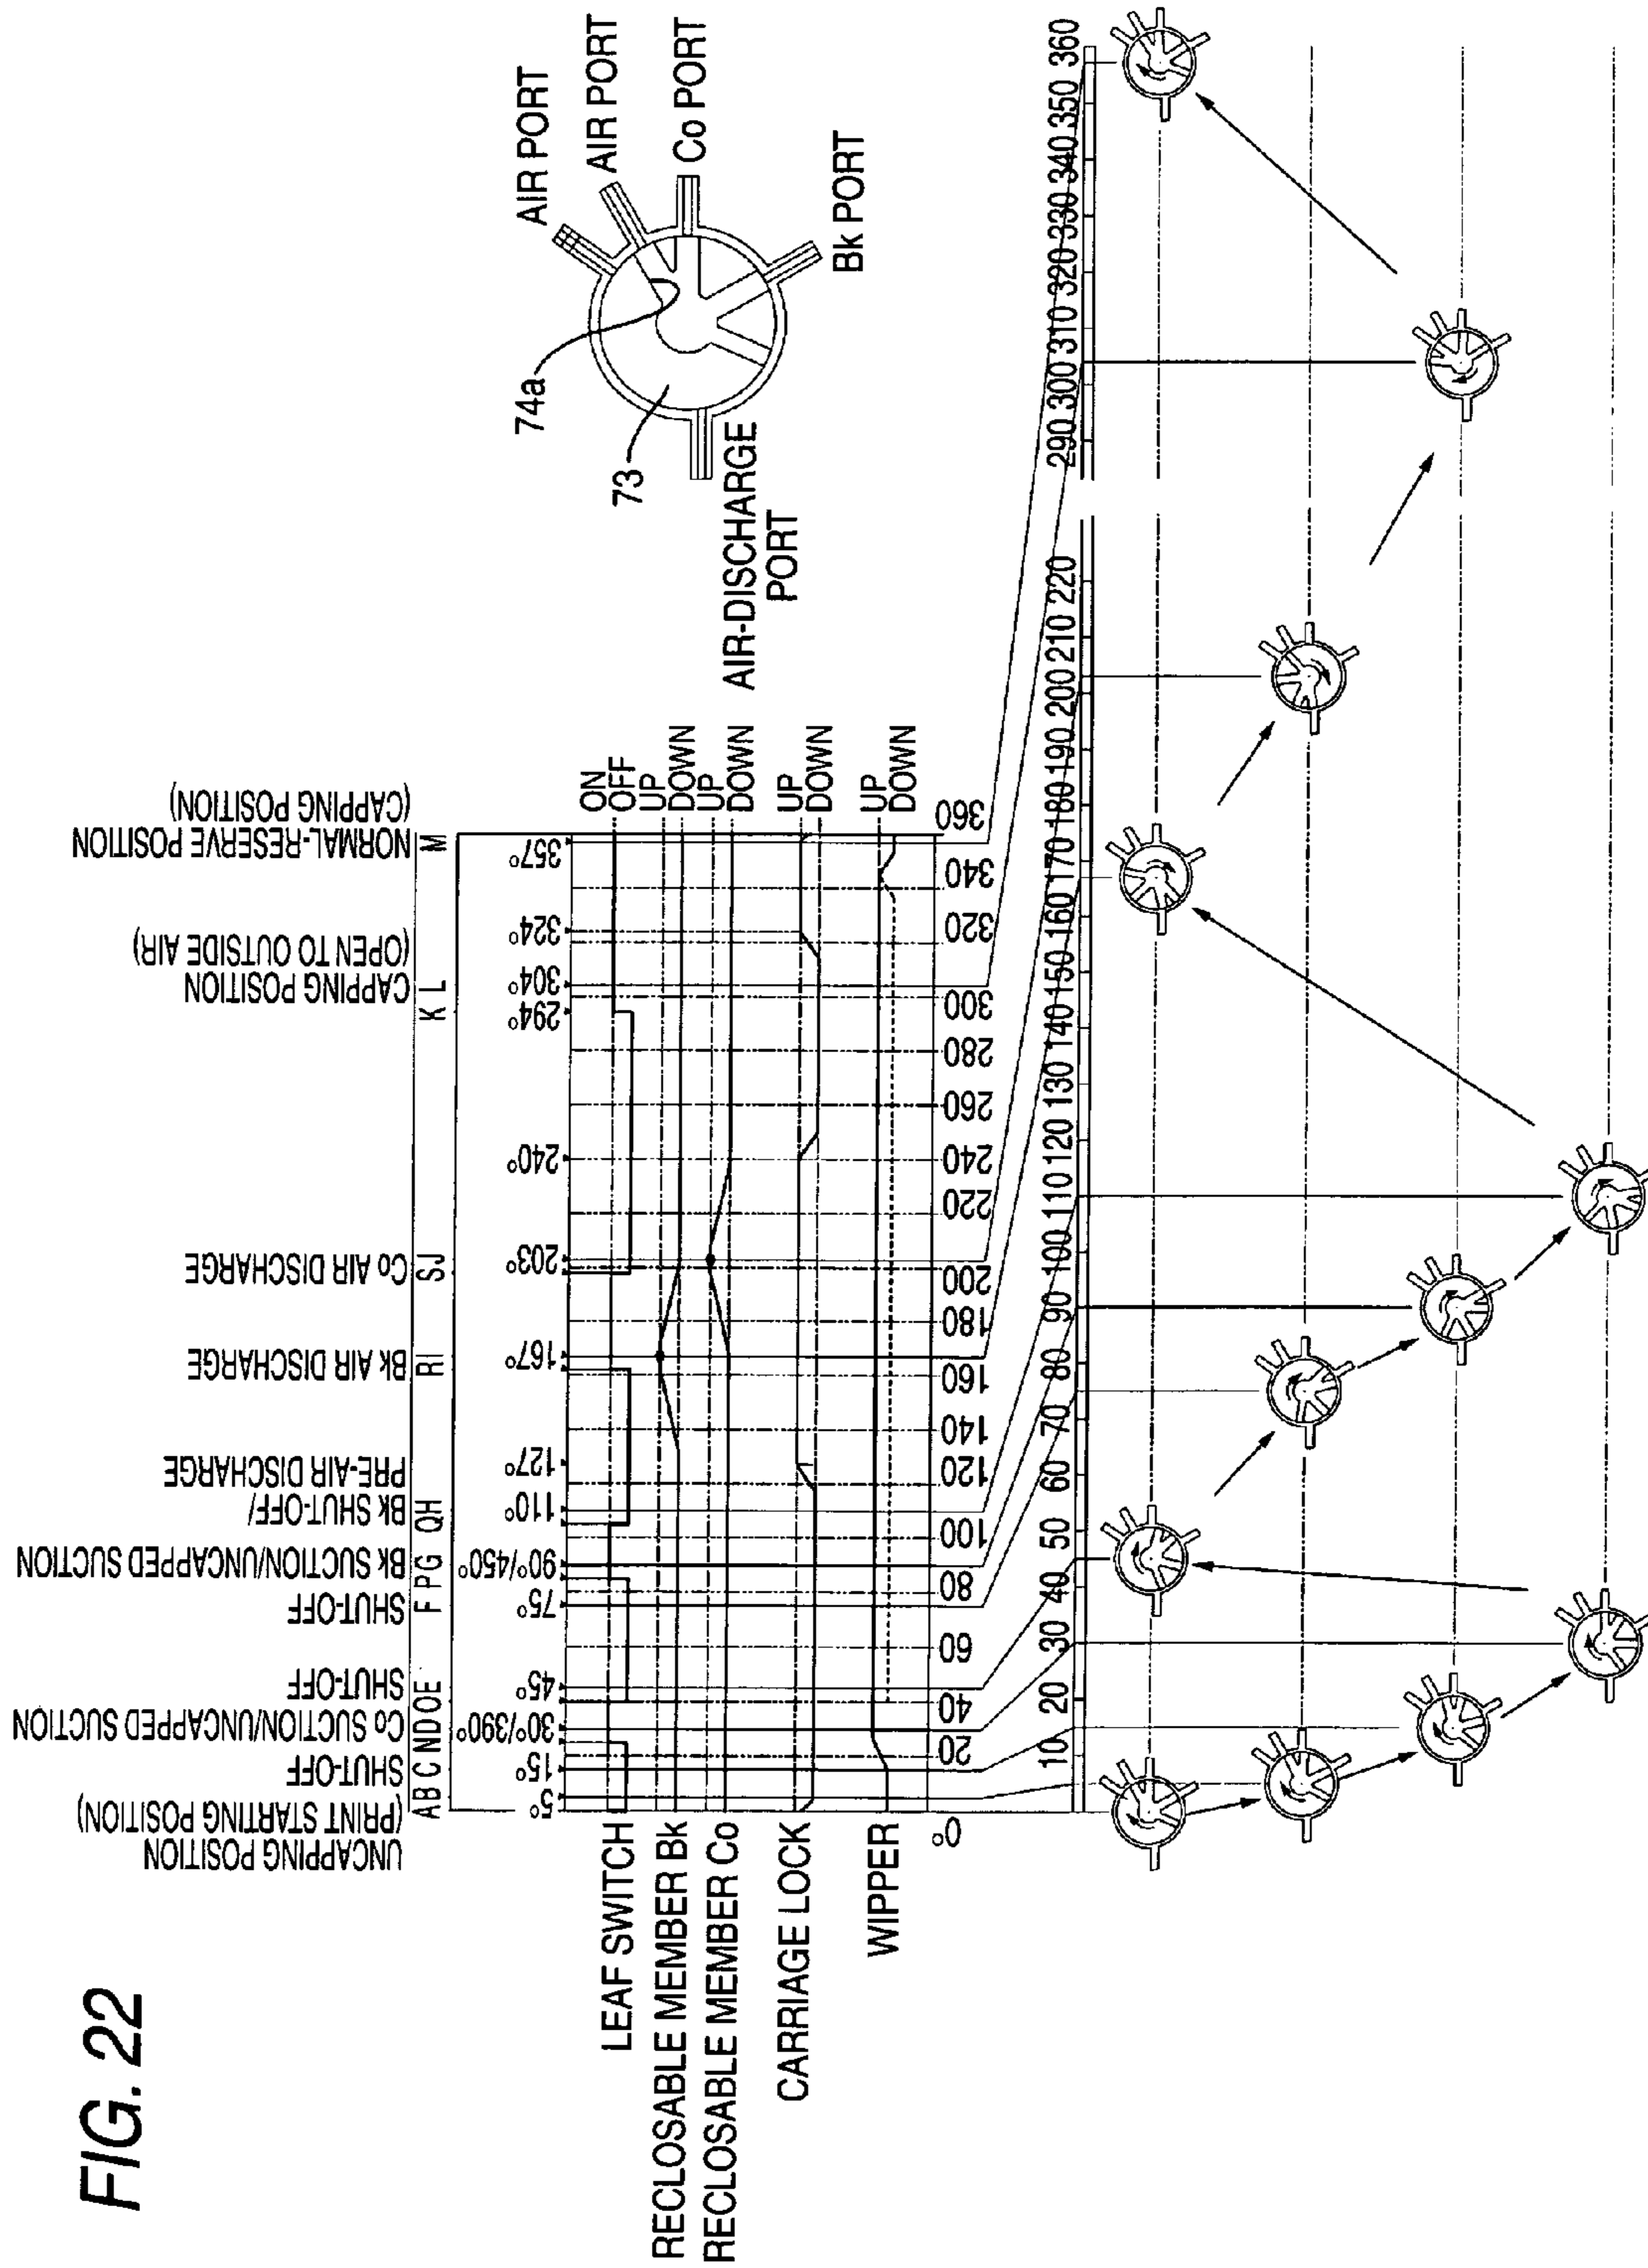 FIG. 22
UNCAPPING POSITION
(PRINT STARTING POSITION)
SHUT-OFF
Co SUCTION/UNCAPPED SUCTION
SHUT-OFF
SHUT-OFF
Bk SUCTION/UNCAPPED SUCTION
Bk SHUT-OFF/
PRE-AIR DISCHARGE
Bk AIR DISCHARGE
Co AIR DISCHARGE
CAPPING POSITION
(OPEN TO OUTSIDE AIR)
NORMAL-RESERVE POSITION
(CAPPING POSITION)
A B C N D O E F P G Q H R I S J K L M
5° 15° 30°/390° 45° 75° 90°/450° 110° 127° 167° 203° 240° 294° 304° 324° 357°
LEAF SWITCH
ON
OFF
RECLOSABLE MEMBER Bk
UP
DOWN
RECLOSABLE MEMBER Co
UP
DOWN
CARRIAGE LOCK
UP
DOWN
WIPPER
UP
DOWN
0° 20 40 60 80 100 120 140 160 180 200 220 240 260 280 300 320 340 360
74a
73
AIR PORT
AIR PORT
Co PORT
Bk PORT
AIR-DISCHARGE
PORT
10 20 30 40 50 60 70 80 90 100 110 120 130 140 150 160 170 180 190 200 210 220 290 300 310 320 330 340 350 360